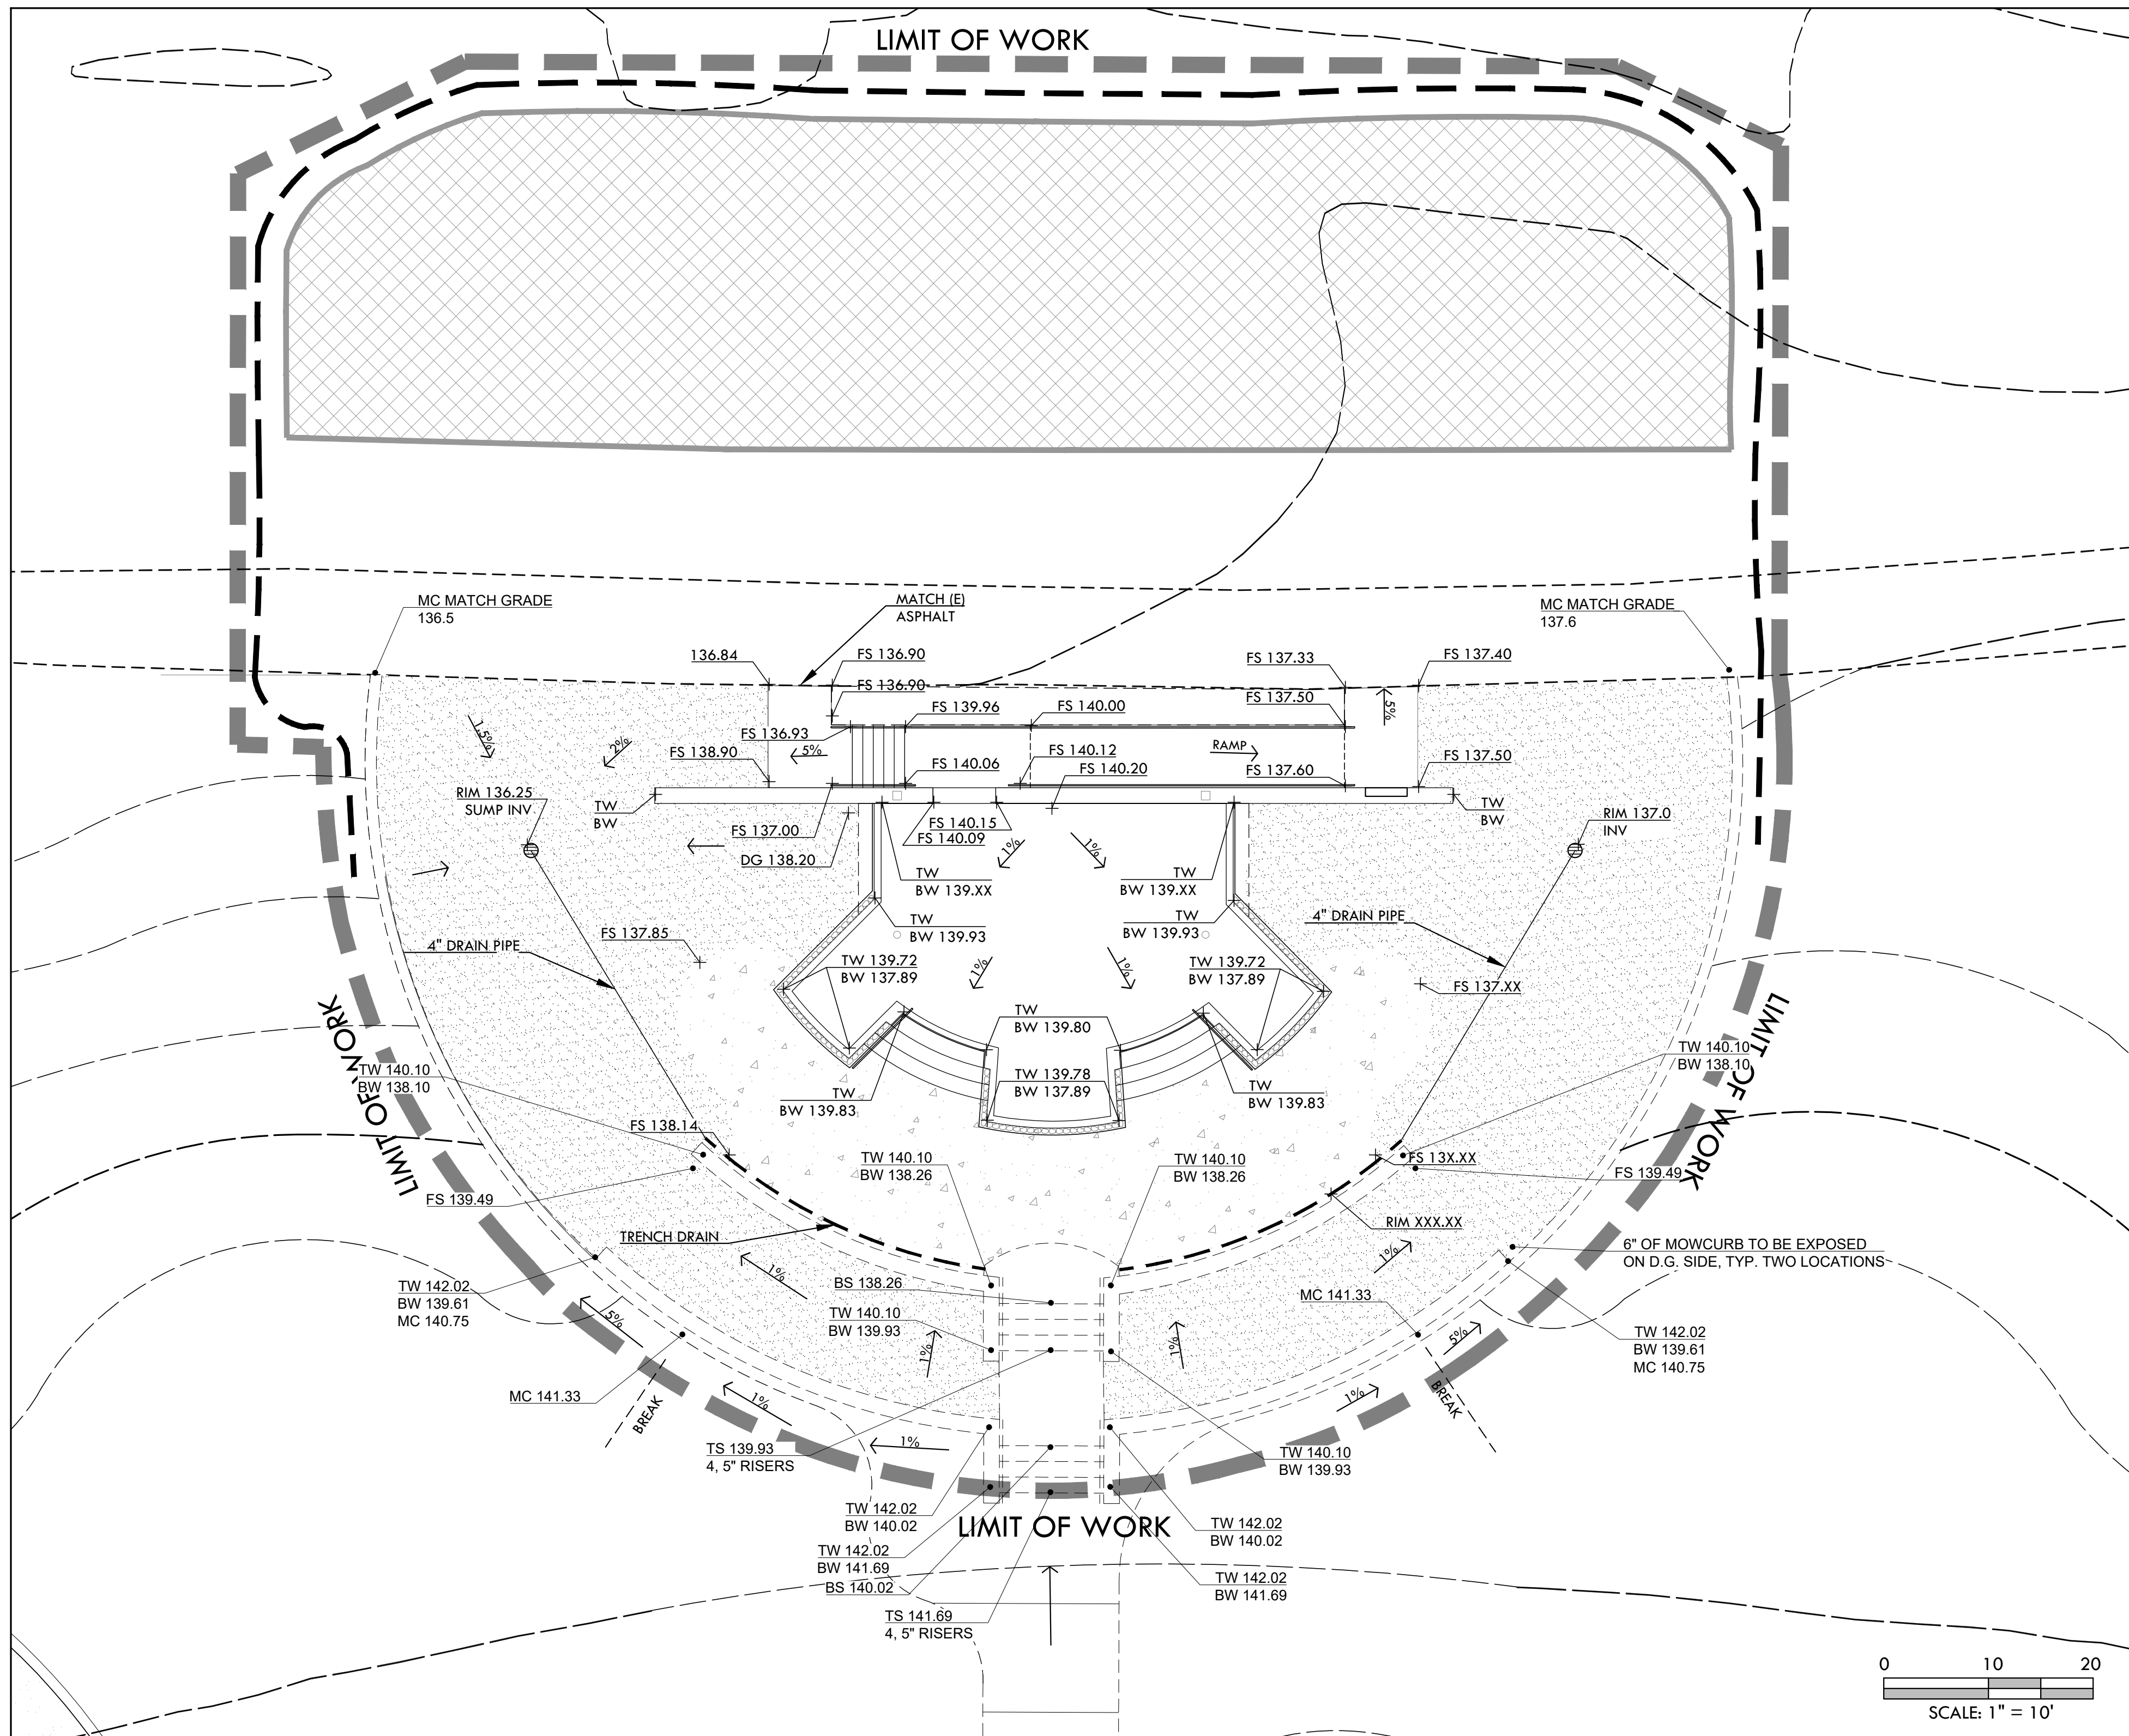 LIMIT OF WORK
MC MATCH GRADE
136.5
MATCH (E)
ASPHALT
MC MATCH GRADE
137.6
136.84
FS 136.90
FS 137.33
FS 137.40
FS 136.90
FS 137.50
FS 139.96
FS 140.00
1.5%
2%
FS 136.93
5%
RAMP
5%
FS 138.90
FS 140.12
FS 140.06
FS 140.20
FS 137.60
FS 137.50
RIM 136.25
SUMP INV
TW
BW
TW
BW
RIM 137.0
INV
FS 137.00
FS 140.15
FS 140.09
DG 138.20
1%
1%
TW
BW 139.XX
TW
BW 139.XX
TW
BW 139.93
TW
BW 139.93
4" DRAIN PIPE
4" DRAIN PIPE
FS 137.85
TW 139.72
BW 137.89
1%
1%
TW 139.72
BW 137.89
FS 137.XX
LIMIT OF WORK
LIMIT OF WORK
TW
BW 139.80
TW 140.10
BW 138.10
TW 140.10
BW 138.10
TW 139.78
BW 137.89
TW
BW 139.83
TW
BW 139.83
FS 138.14
FS 13X.XX
TW 140.10
BW 138.26
TW 140.10
BW 138.26
FS 139.49
FS 139.49
TRENCH DRAIN
RIM XXX.XX
6" OF MOWCURB TO BE EXPOSED
ON D.G. SIDE, TYP. TWO LOCATIONS
1%
1%
BS 138.26
TW 142.02
BW 139.61
MC 140.75
TW 140.10
BW 139.93
MC 141.33
5%
1%
1%
5%
TW 142.02
BW 139.61
MC 140.75
MC 141.33
BREAK
1%
1%
BREAK
TS 139.93
4, 5" RISERS
1%
TW 140.10
BW 139.93
TW 142.02
BW 140.02
LIMIT OF WORK
TW 142.02
BW 140.02
TW 142.02
BW 141.69
BS 140.02
TW 142.02
BW 141.69
TS 141.69
4, 5" RISERS
0 10 20
SCALE: 1" = 10'